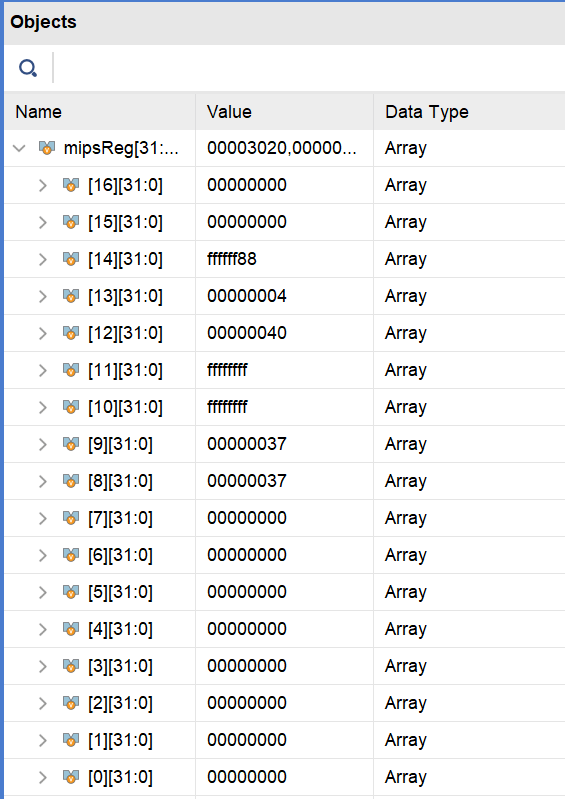 Objects
Name Value Data Type
mipsReg[31:... 00003020,00000... Array
[16][31:0] 00000000 Array
[15][31:0] 00000000 Array
[14][31:0] ffffff88 Array
[13][31:0] 00000004 Array
[12][31:0] 00000040 Array
[11][31:0] ffffffff Array
[10][31:0] ffffffff Array
[9][31:0] 00000037 Array
[8][31:0] 00000037 Array
[7][31:0] 00000000 Array
[6][31:0] 00000000 Array
[5][31:0] 00000000 Array
[4][31:0] 00000000 Array
[3][31:0] 00000000 Array
[2][31:0] 00000000 Array
[1][31:0] 00000000 Array
[0][31:0] 00000000 Array